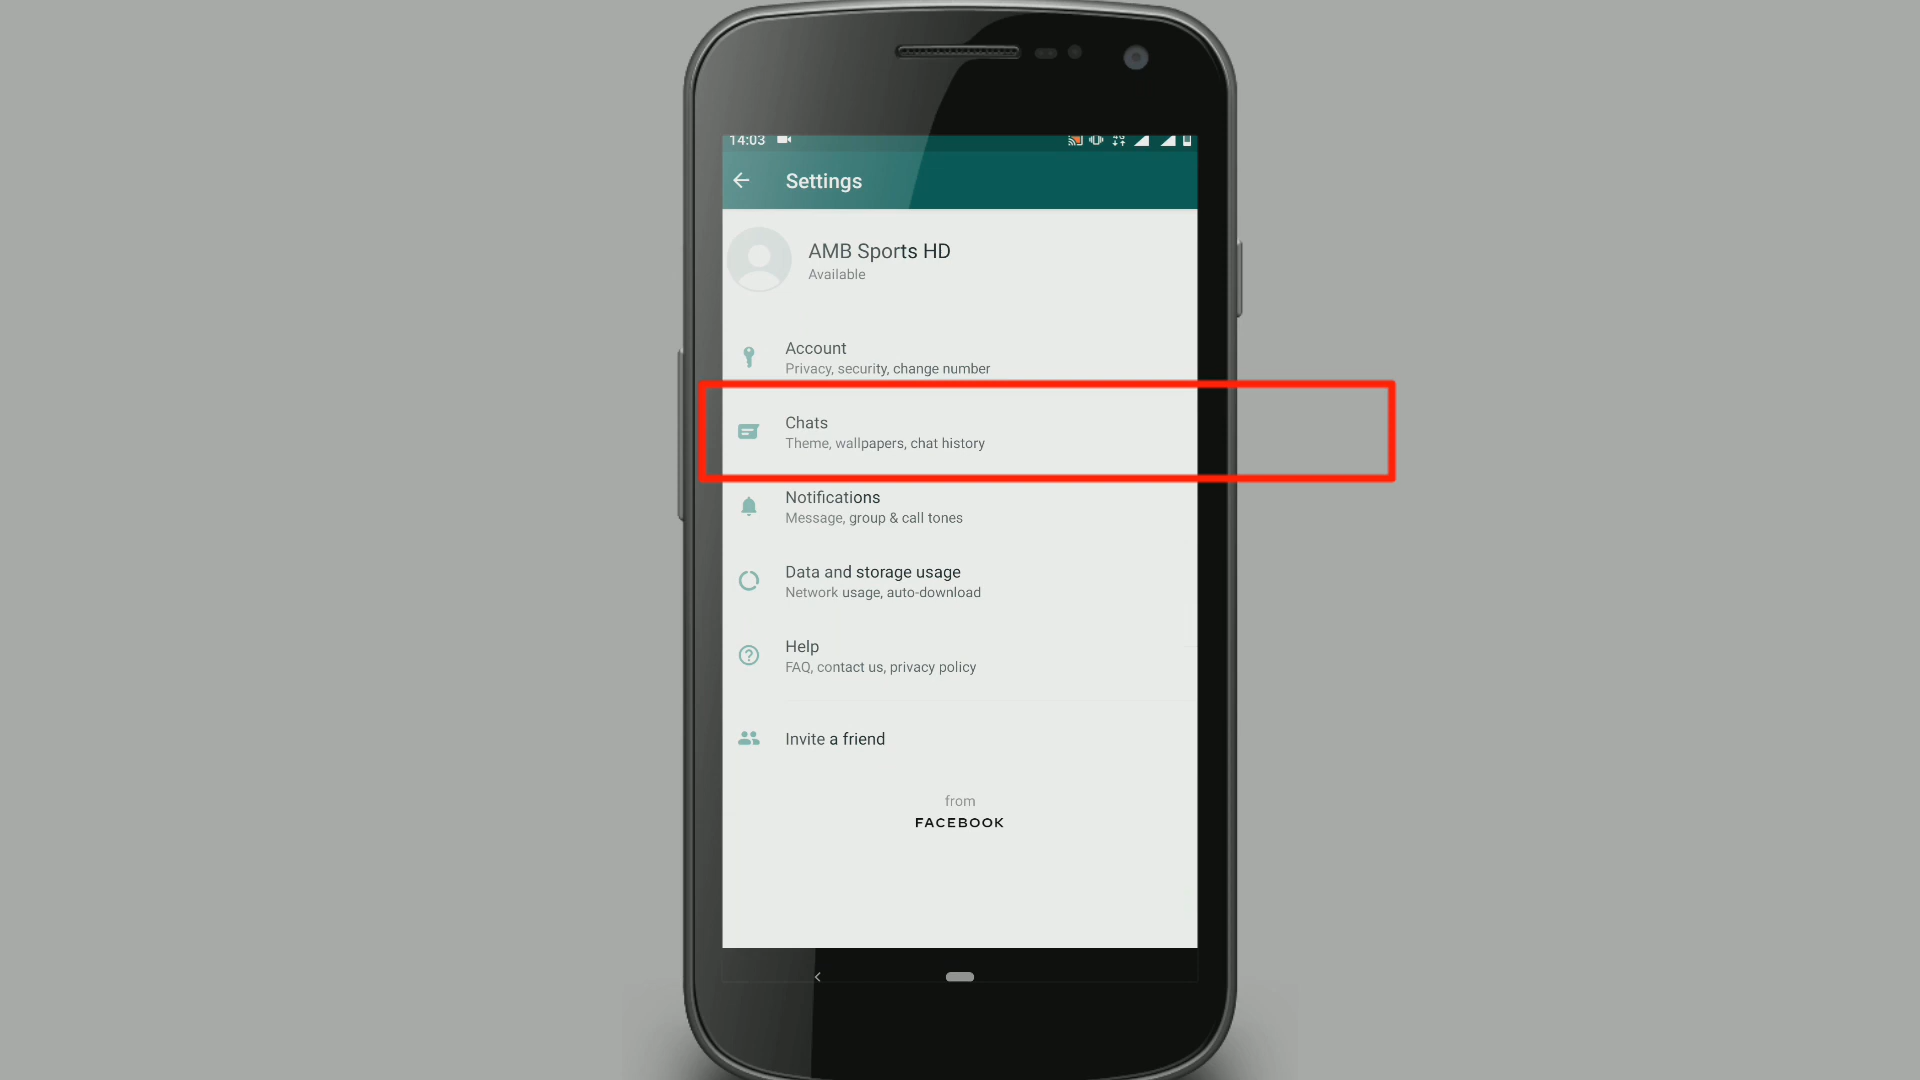 14:03
4G
Settings
AMB Sports HD
Available
Account
Privacy, security, change number
Chats
Theme, wallpapers, chat history
Notifications
Message, group & call tones
Data and storage usage
Network usage, auto-download
Help
FAQ, contact us, privacy policy
Invite a friend
from
FACEBOOK